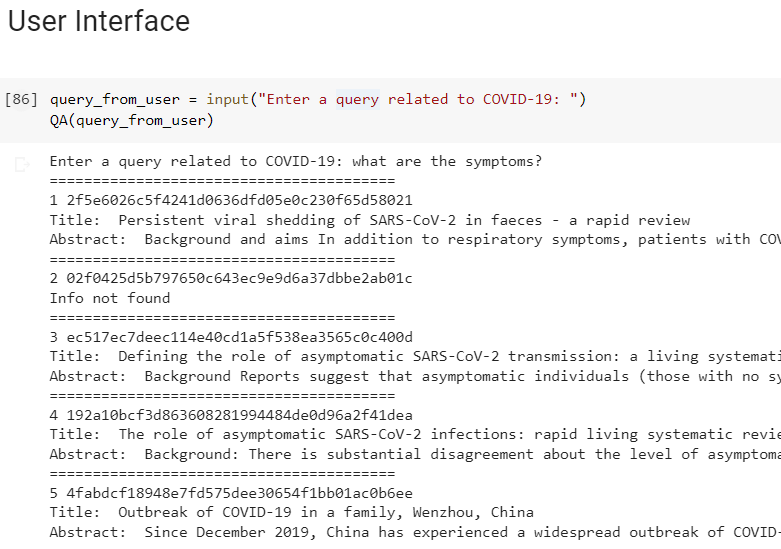 User Interface
[86] query_from_user = input("Enter a query related to COVID-19: ")
QA(query_from_user)
Enter a query related to COVID-19: what are the symptoms?
========================================
1 2f5e6026c5f4241d0636dfd05e0c230f65d58021
Title:  Persistent viral shedding of SARS-CoV-2 in faeces - a rapid review
Abstract:  Background and aims In addition to respiratory symptoms, patients with COV
========================================
2 02f0425d5b797650c643ec9e9d6a37dbbe2ab01c
Info not found
========================================
3 ec517ec7deec114e40cd1a5f538ea3565c0c400d
Title:  Defining the role of asymptomatic SARS-CoV-2 transmission: a living systemati
Abstract:  Background Reports suggest that asymptomatic individuals (those with no sy
========================================
4 192a10bcf3d863608281994484de0d96a2f41dea
Title:  The role of asymptomatic SARS-CoV-2 infections: rapid living systematic revie
Abstract:  Background: There is substantial disagreement about the level of asymptoma
========================================
5 4fabdcf18948e7fd575dee30654f1bb01ac0b6ee
Title:  Outbreak of COVID-19 in a family, Wenzhou, China
Abstract:  Since December 2019, China has experienced a widespread outbreak of COVID-